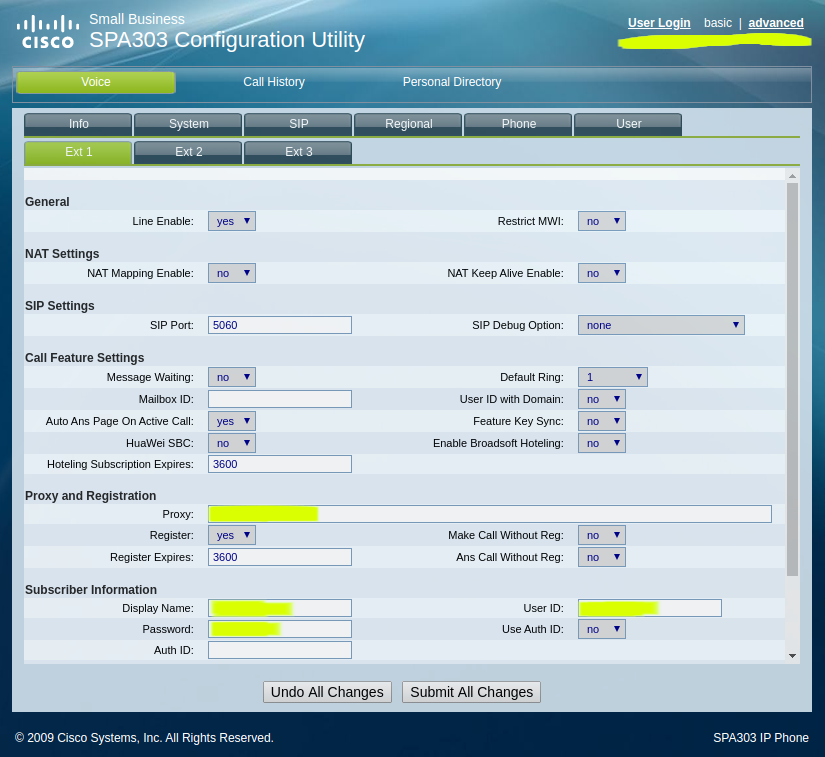 Small Business
CISCO SPA303 Configuration Utility
User Login basic | advanced
Voice Call History Personal Directory
Info System SIP Regional Phone User
Ext 1 Ext 2 Ext 3
General
Line Enable: yes Restrict MWI: no
NAT Settings
NAT Mapping Enable: no NAT Keep Alive Enable: no
SIP Settings
SIP Port: 5060 SIP Debug Option: none
Call Feature Settings
Message Waiting: no Default Ring: 1
Mailbox ID: User ID with Domain: no
Auto Ans Page On Active Call: yes Feature Key Sync: no
HuaWei SBC: no Enable Broadsoft Hoteling: no
Hoteling Subscription Expires: 3600
Proxy and Registration
Proxy:
Register: yes Make Call Without Reg: no
Register Expires: 3600 Ans Call Without Reg: no
Subscriber Information
Display Name: User ID:
Password: Use Auth ID: no
Auth ID:
Undo All Changes Submit All Changes
© 2009 Cisco Systems, Inc. All Rights Reserved. SPA303 IP Phone